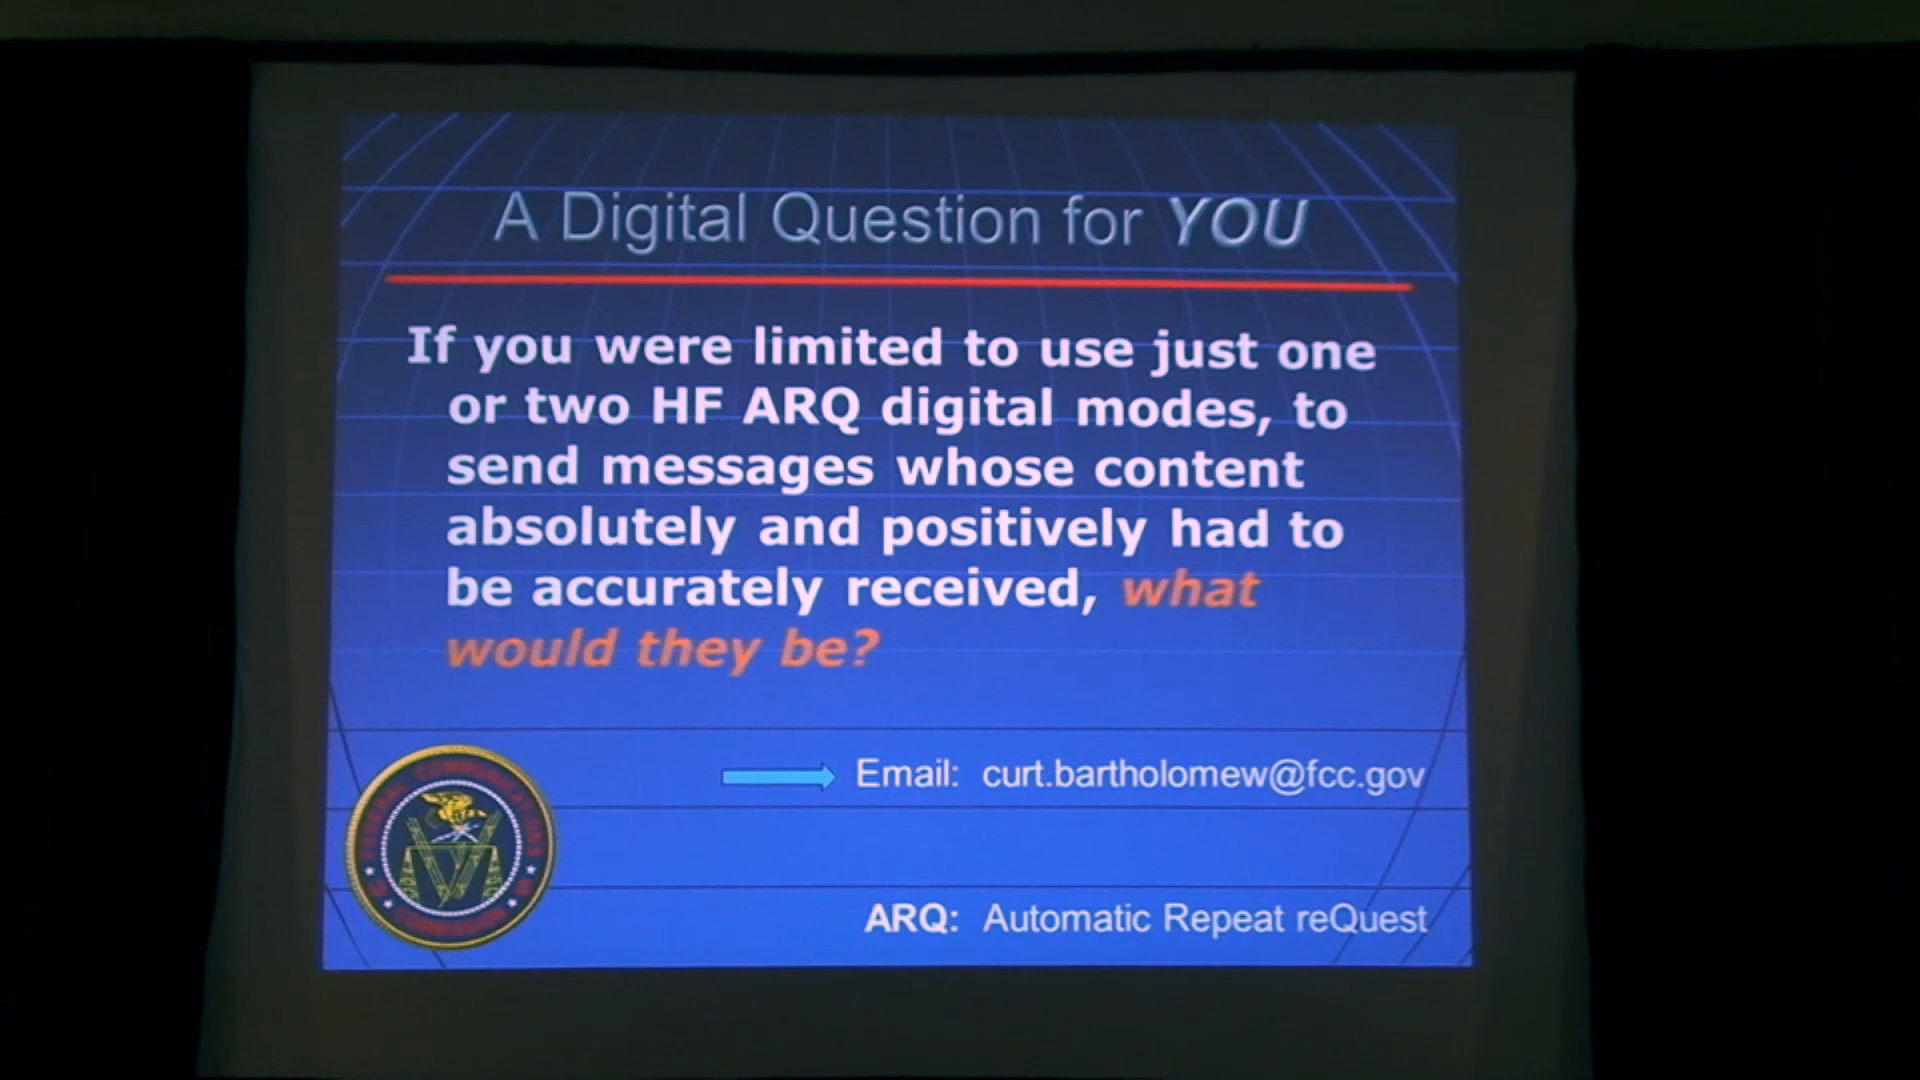 A Digital Question for YOU
If you were limited to use just one
or two HF ARQ digital modes, to
send messages whose content
absolutely and positively had to
be accurately received, what
would they be?
Email: curt.bartholomew@fcc.gov
ARQ: Automatic Repeat reQuest